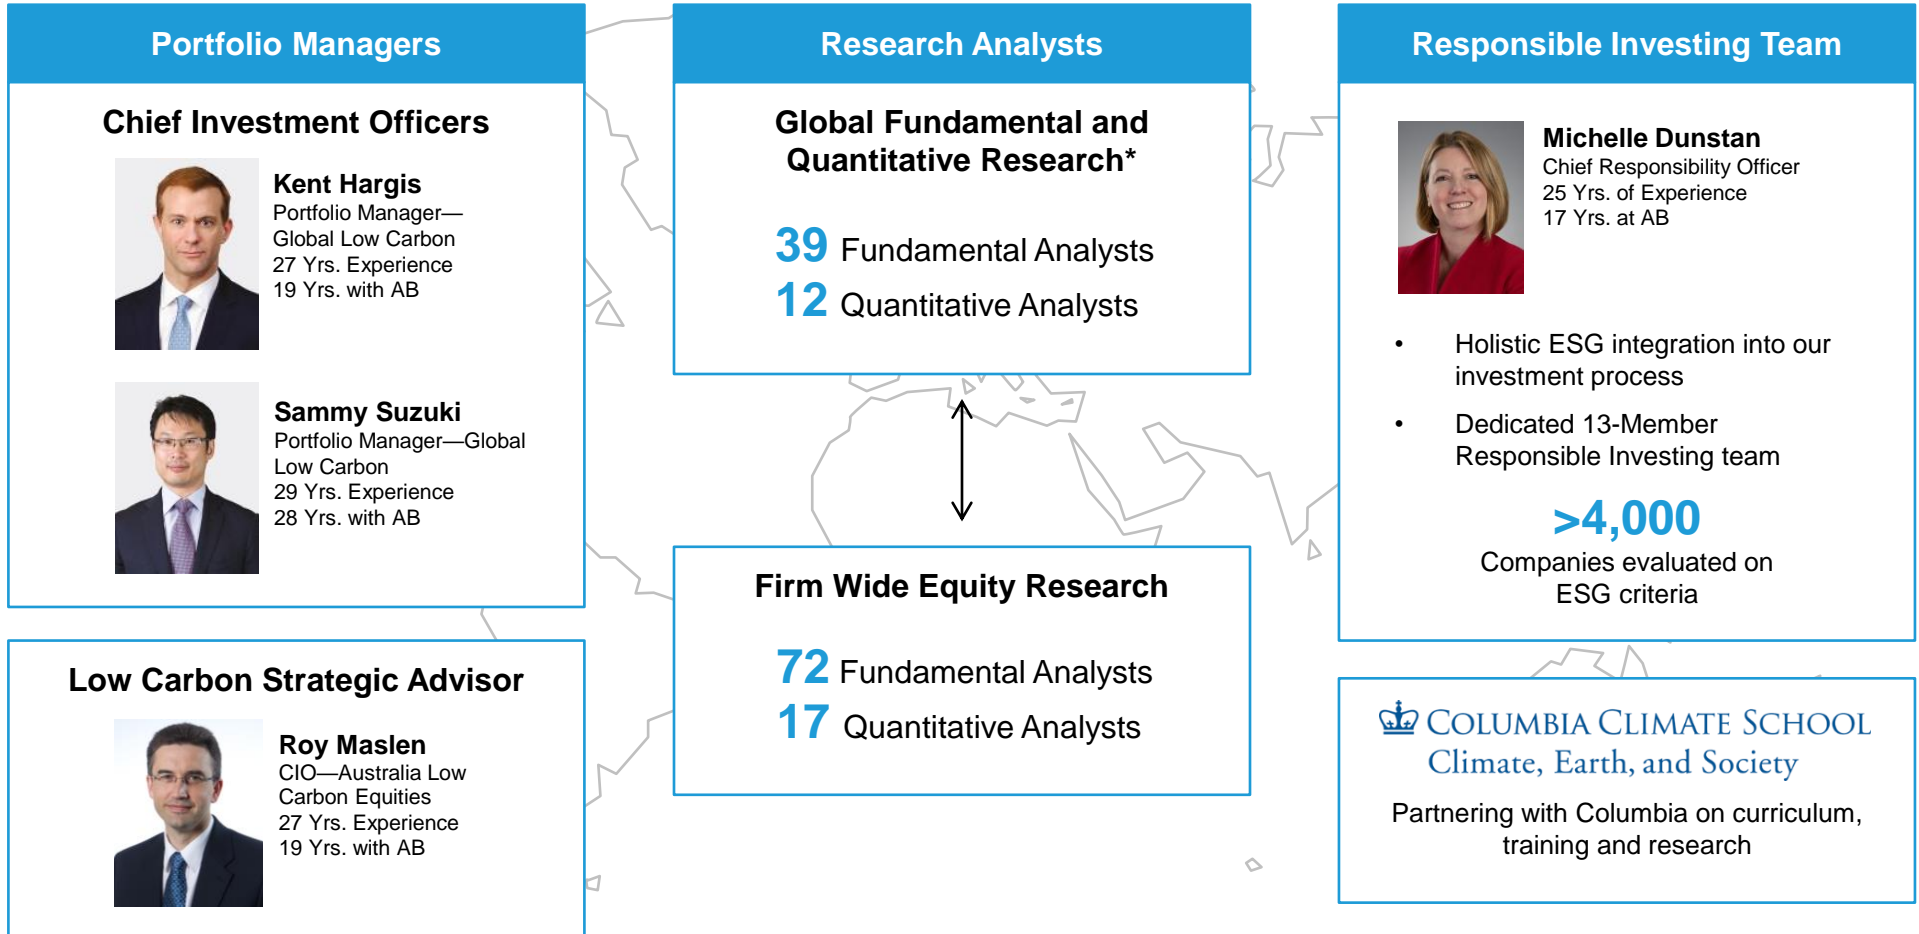 Portfolio Managers
Chief Investment Officers
Kent Hargis
Portfolio Manager—
Global Low Carbon
27 Yrs. Experience
19 Yrs. with AB
Sammy Suzuki
Portfolio Manager—Global
Low Carbon
29 Yrs. Experience
28 Yrs. with AB
Low Carbon Strategic Advisor
Roy Maslen
CIO—Australia Low
Carbon Equities
27 Yrs. Experience
19 Yrs. with AB
Research Analysts
Global Fundamental and
Quantitative Research*
39 Fundamental Analysts
12 Quantitative Analysts
Firm Wide Equity Research
72 Fundamental Analysts
17 Quantitative Analysts
Responsible Investing Team
Michelle Dunstan
Chief Responsibility Officer
25 Yrs. of Experience
17 Yrs. at AB
• Holistic ESG integration into our
investment process
• Dedicated 13-Member
Responsible Investing team
>4,000
Companies evaluated on
ESG criteria
COLUMBIA CLIMATE SCHOOL
Climate, Earth, and Society
Partnering with Columbia on curriculum,
training and research